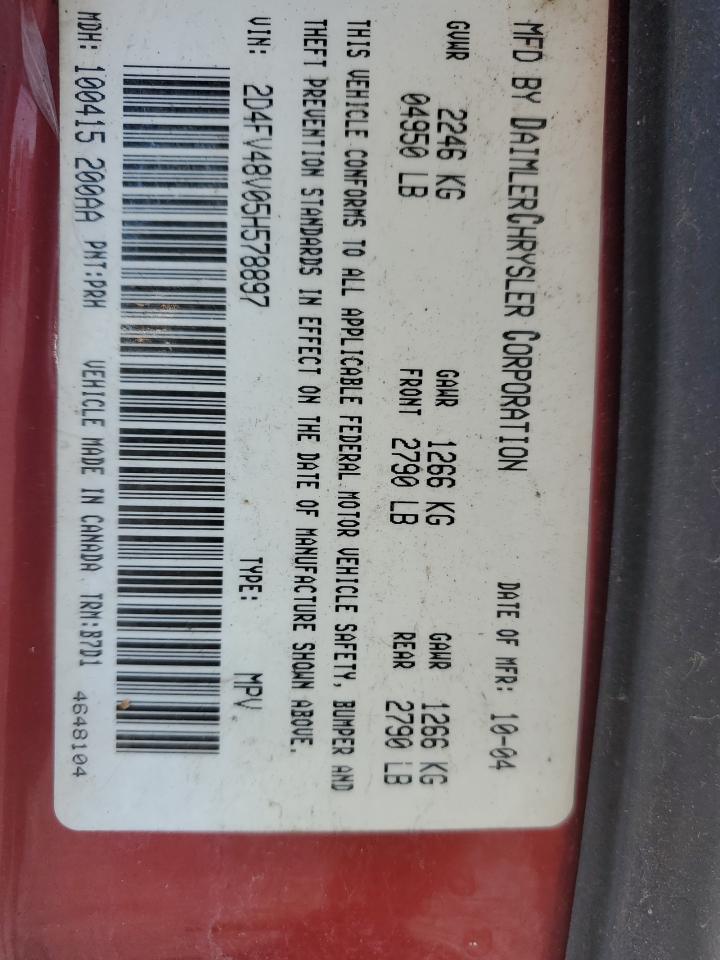 MFD BY DAIMLERCHRYSLER CORPORATION DATE OF MFR: 10-04
GVWR 2246 KG GAWR 1266 KG GAWR 1266 KG
04950 LB FRONT 2790 LB REAR 2790 LB
THIS VEHICLE CONFORMS TO ALL APPLICABLE FEDERAL MOTOR VEHICLE SAFETY, BUMPER AND
THEFT PREVENTION STANDARDS IN EFFECT ON THE DATE OF MANUFACTURE SHOWN ABOVE.
VIN: 2D4FV48V05H578897 TYPE: MPV
MDH: 100415 200AA PNT:PRH VEHICLE MADE IN CANADA TRM:B7D1 4648104